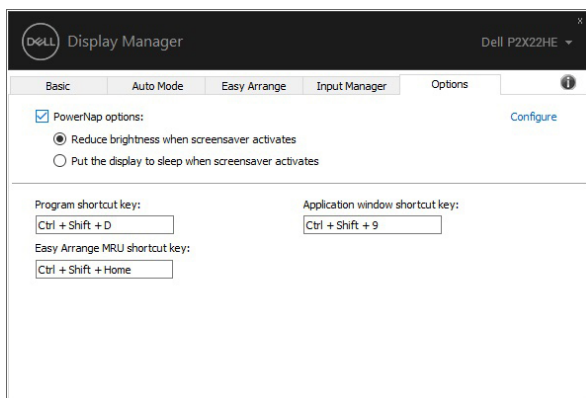 DELL Display Manager
Dell P2X22HE
x
Basic Auto Mode Easy Arrange Input Manager Options
PowerNap options: Configure
Reduce brightness when screensaver activates
Put the display to sleep when screensaver activates
Program shortcut key: Application window shortcut key:
Ctrl + Shift + D Ctrl + Shift + 9
Easy Arrange MRU shortcut key:
Ctrl + Shift + Home